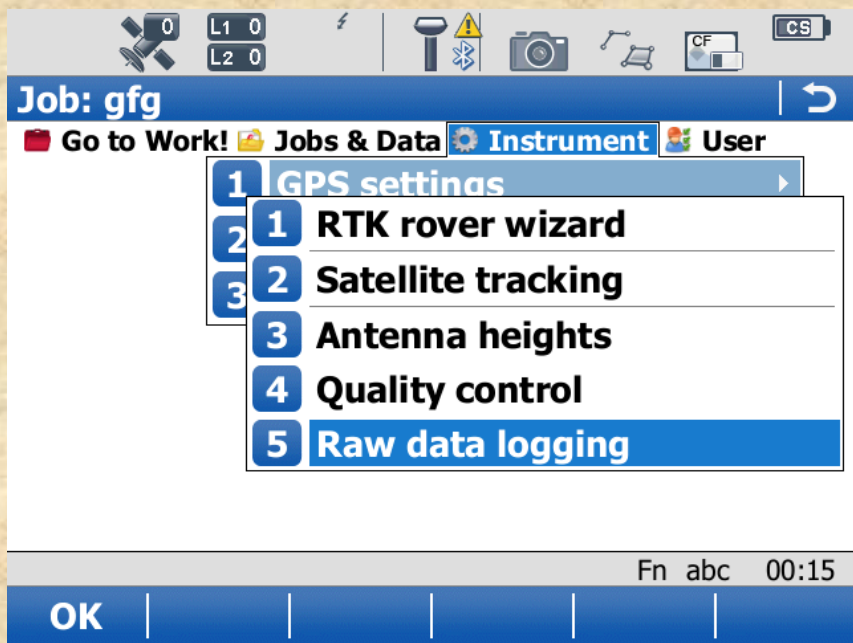 0 L1 0 CS
L2 0 CF
Job: gfg
Go to Work! Jobs & Data Instrument User
1 GPS settings
1 RTK rover wizard
2
2 Satellite tracking
3
3 Antenna heights
4 Quality control
5 Raw data logging
Fn abc 00:15
OK